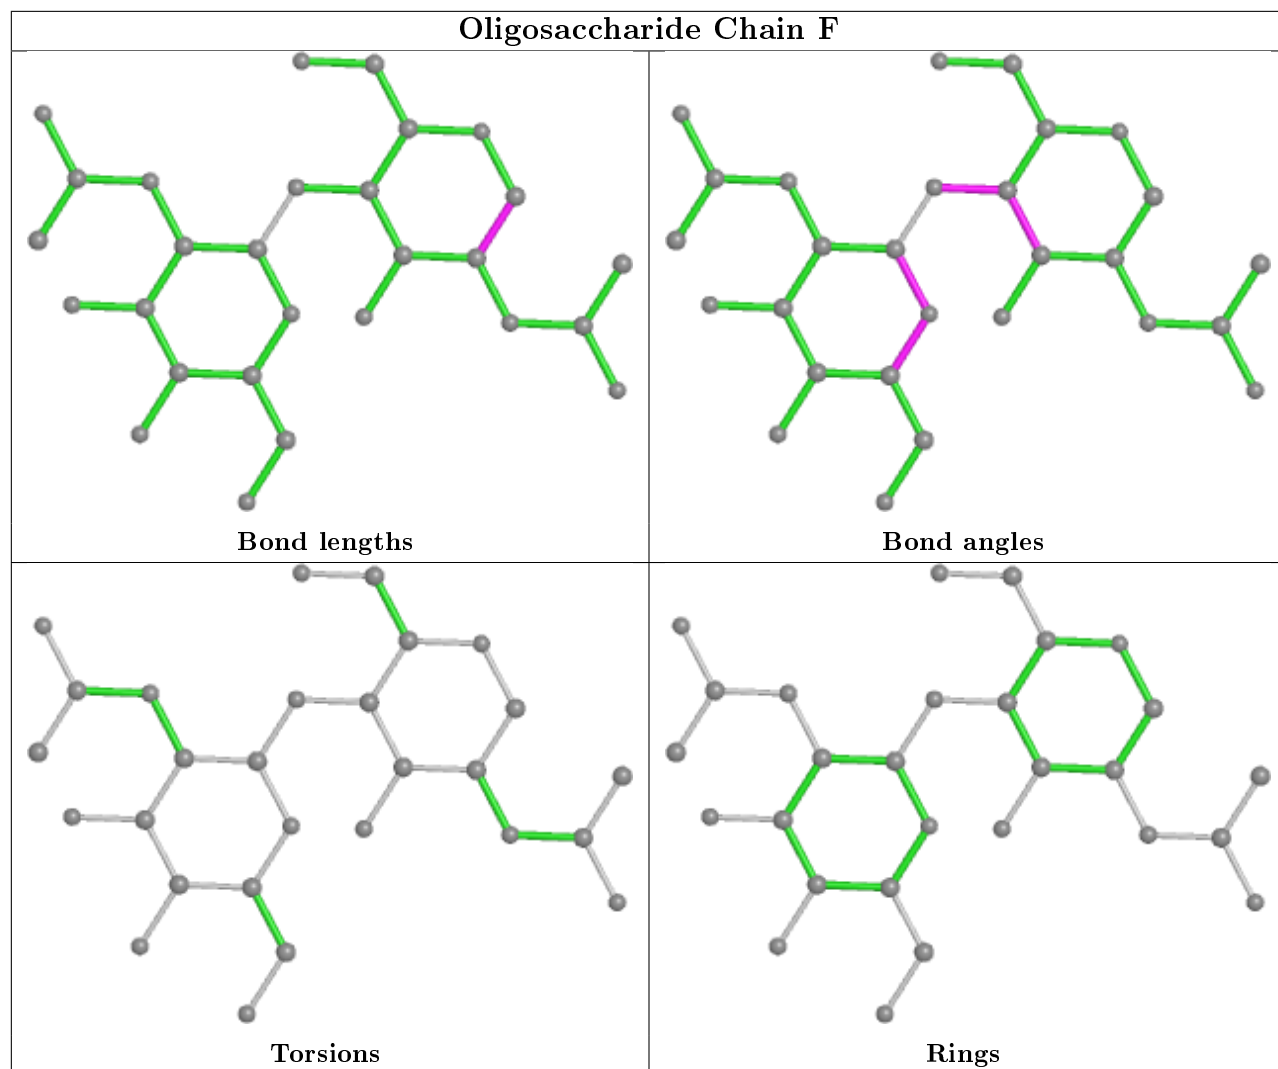 Oligosaccharide Chain F
Bond lengths
Bond angles
Torsions
Rings